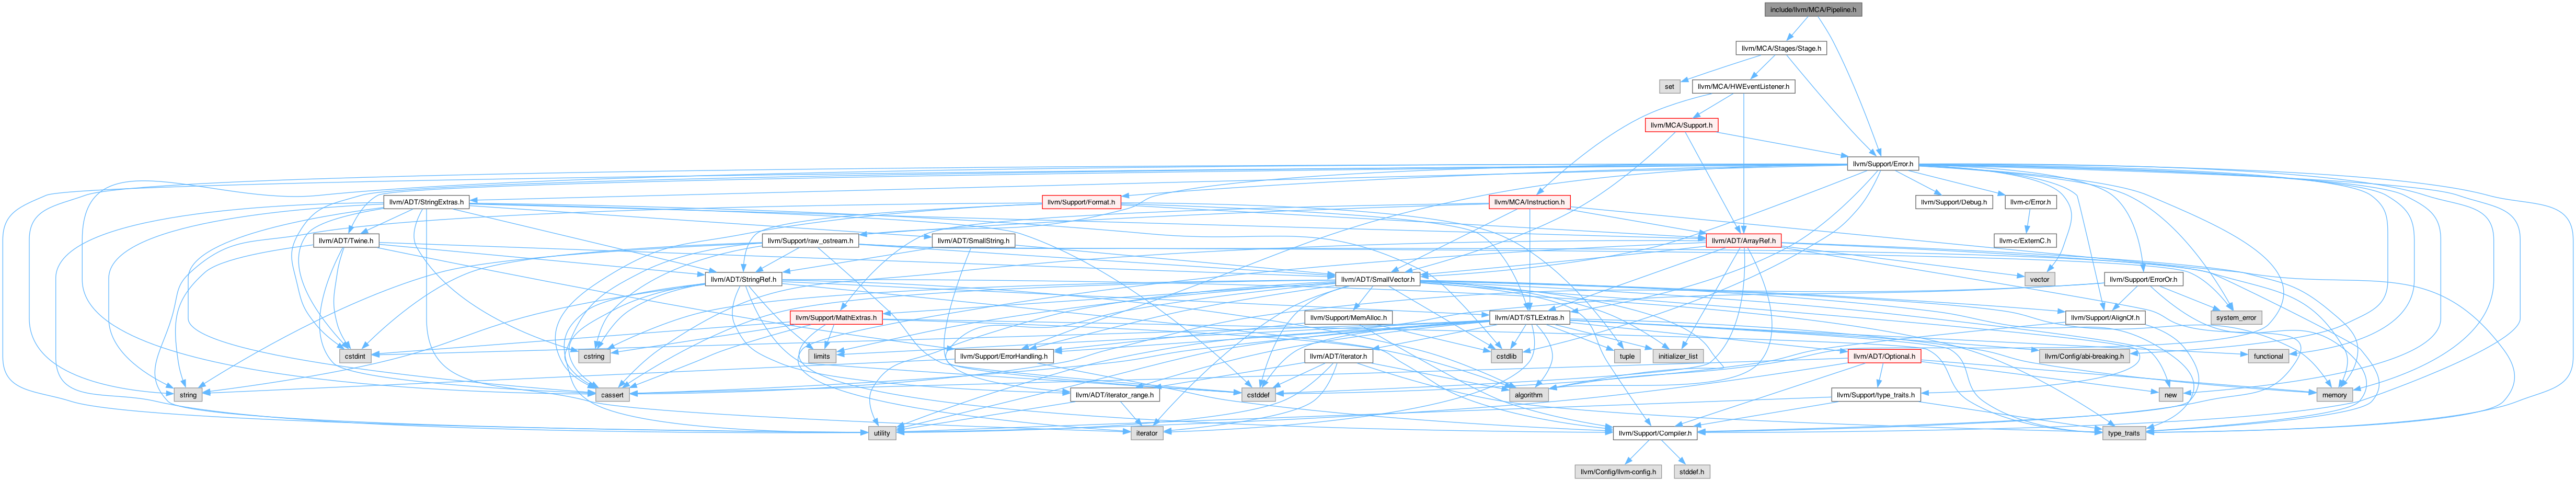 include/llvm/MCA/Pipeline.h
llvm/MCA/Stages/Stage.h
set
llvm/MCA/HWEventListener.h
llvm/MCA/Support.h
llvm/Support/Error.h
llvm/ADT/StringExtras.h
llvm/Support/Format.h
llvm/MCA/Instruction.h
llvm/Support/Debug.h
llvm-c/Error.h
llvm/ADT/Twine.h
llvm/Support/raw_ostream.h
llvm/ADT/SmallString.h
llvm/ADT/ArrayRef.h
llvm-c/ExternC.h
llvm/ADT/StringRef.h
llvm/ADT/SmallVector.h
vector
llvm/Support/ErrorOr.h
llvm/Support/MathExtras.h
llvm/Support/MemAlloc.h
llvm/ADT/STLExtras.h
llvm/Support/AlignOf.h
system_error
cstdint
cstring
limits
llvm/Support/ErrorHandling.h
cstdlib
llvm/ADT/iterator.h
tuple
initializer_list
llvm/ADT/Optional.h
llvm/Config/abi-breaking.h
functional
string
cassert
llvm/ADT/iterator_range.h
cstddef
algorithm
llvm/Support/type_traits.h
new
memory
utility
iterator
llvm/Support/Compiler.h
type_traits
llvm/Config/llvm-config.h
stddef.h